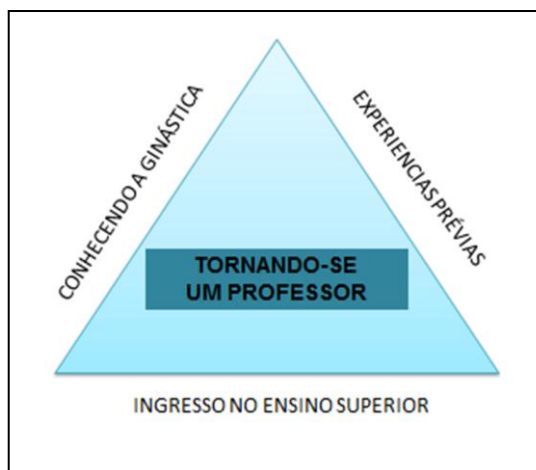 CONHECENDO A GINÁSTICA
EXPERIENCIAS PRÉVIAS
TORNANDO-SE
UM PROFESSOR
INGRESSO NO ENSINO SUPERIOR